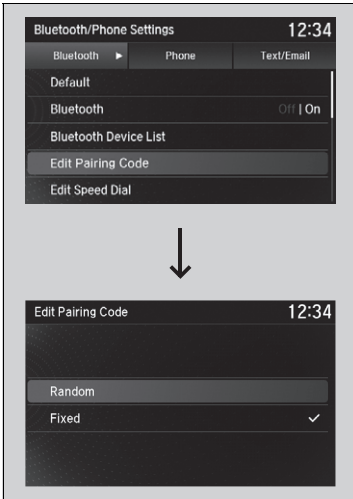 Bluetooth/Phone Settings 12:34
Bluetooth ► Phone Text/Email
Default
Bluetooth Off | On
Bluetooth Device List
Edit Pairing Code
Edit Speed Dial
Edit Pairing Code 12:34
Random
Fixed ✓